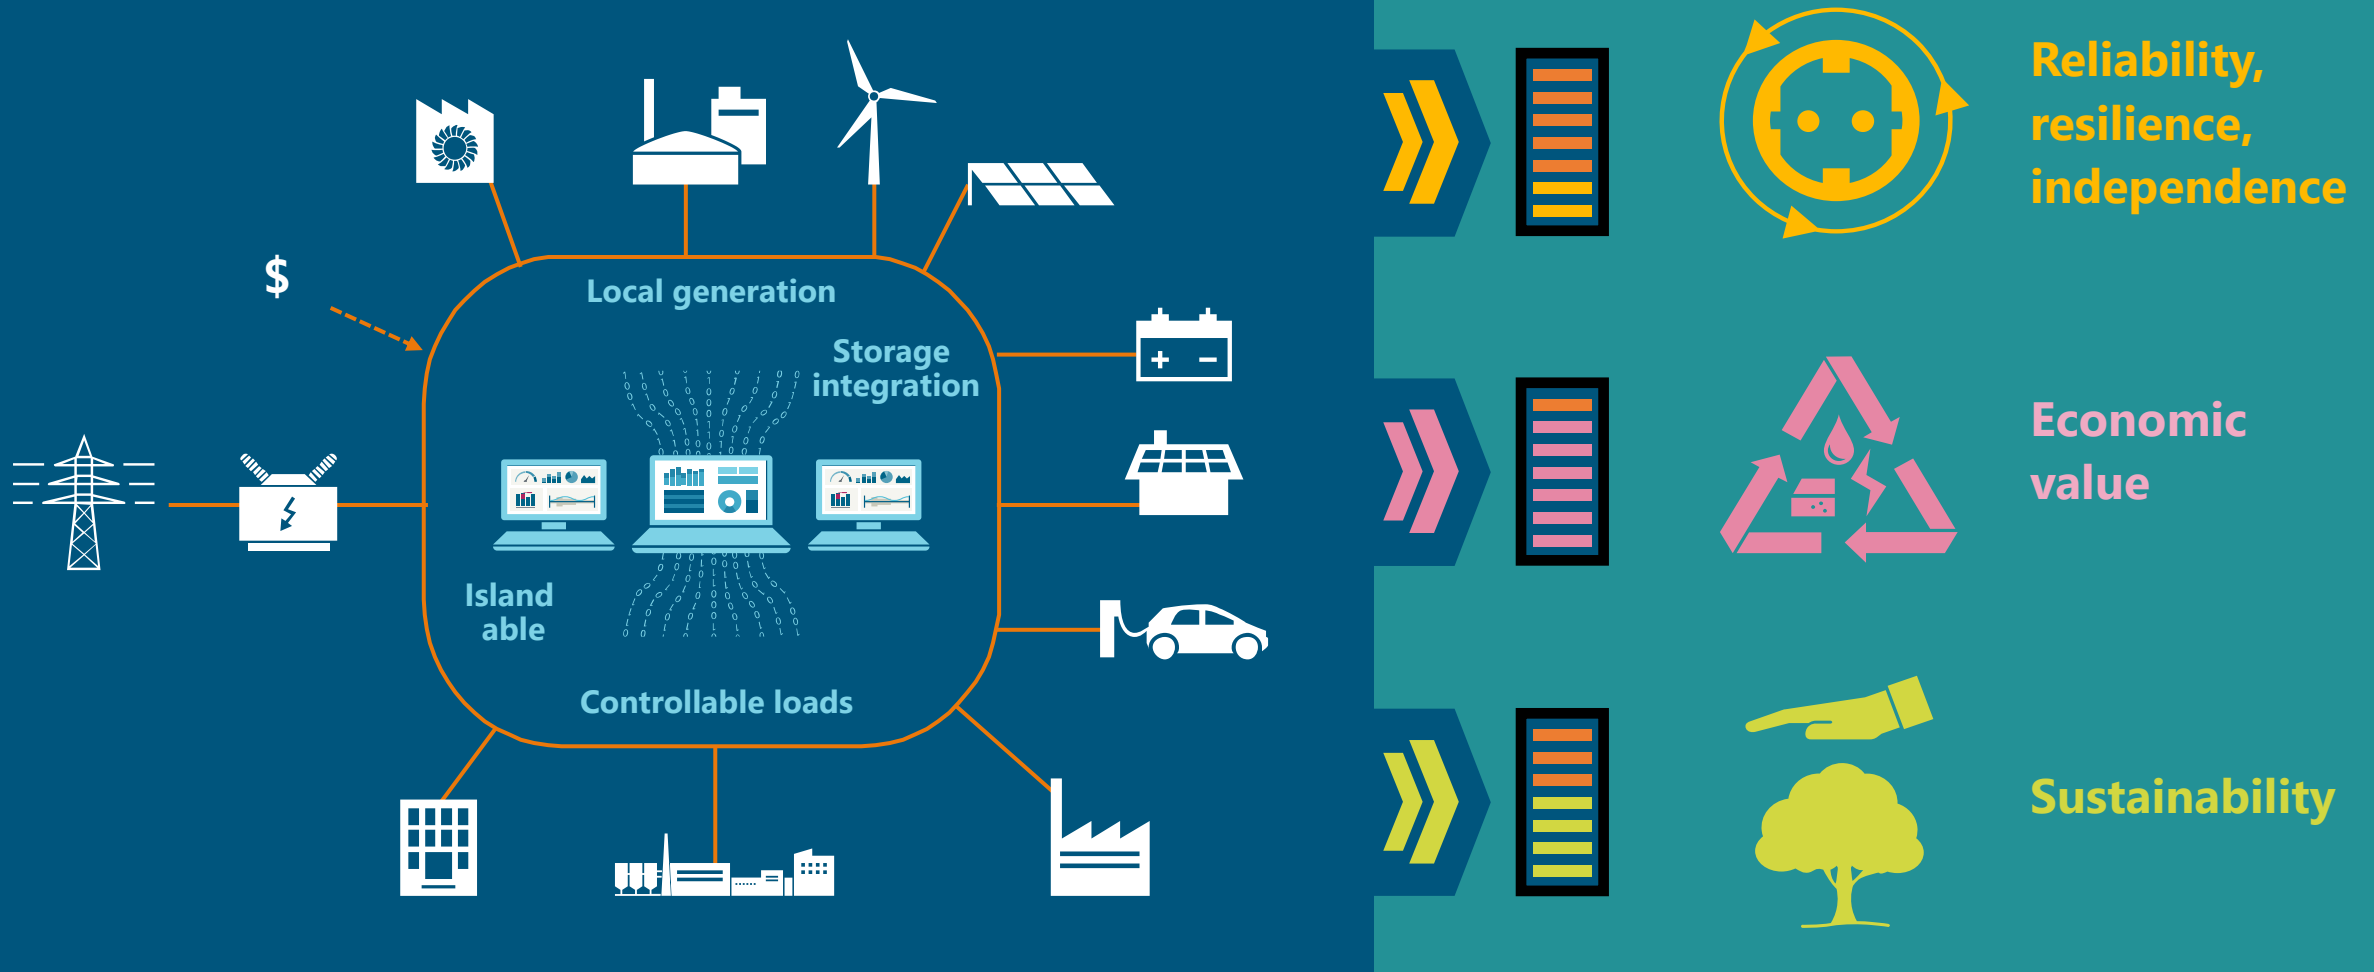 $
Local generation
Storage
integration
Island
able
Controllable loads
Reliability,
resilience,
independence
Economic
value
Sustainability